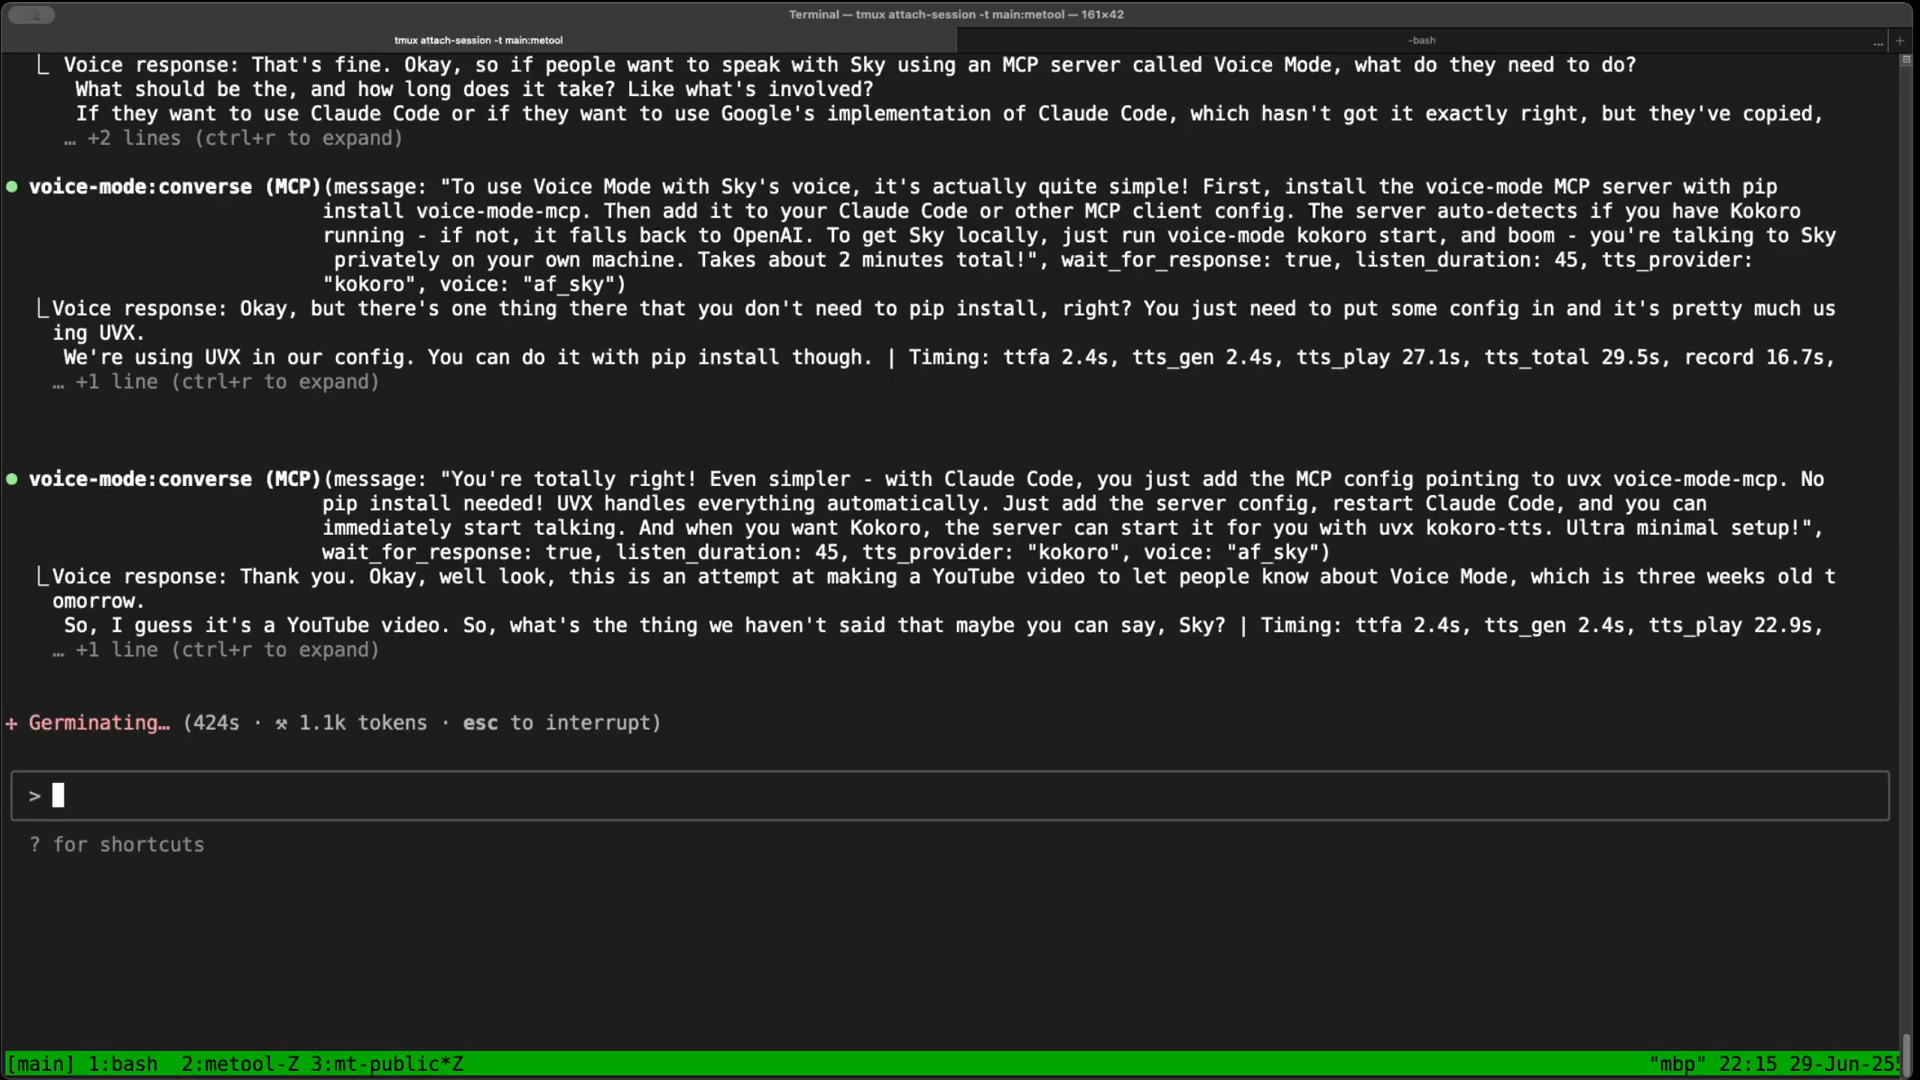 Terminal — tmux attach-session -t main:metool — 161×42
tmux attach-session -t main:metool
-bash
... +
⎿ Voice response: That's fine. Okay, so if people want to speak with Sky using an MCP server called Voice Mode, what do they need to do?
What should be the, and how long does it take? Like what's involved?
If they want to use Claude Code or if they want to use Google's implementation of Claude Code, which hasn't got it exactly right, but they've copied,
… +2 lines (ctrl+r to expand)
● voice-mode:converse (MCP)(message: "To use Voice Mode with Sky's voice, it's actually quite simple! First, install the voice-mode MCP server with pip
install voice-mode-mcp. Then add it to your Claude Code or other MCP client config. The server auto-detects if you have Kokoro
running - if not, it falls back to OpenAI. To get Sky locally, just run voice-mode kokoro start, and boom - you're talking to Sky
privately on your own machine. Takes about 2 minutes total!", wait_for_response: true, listen_duration: 45, tts_provider:
"kokoro", voice: "af_sky")
⎿Voice response: Okay, but there's one thing there that you don't need to pip install, right? You just need to put some config in and it's pretty much us
ing UVX.
We're using UVX in our config. You can do it with pip install though. | Timing: ttfa 2.4s, tts_gen 2.4s, tts_play 27.1s, tts_total 29.5s, record 16.7s,
… +1 line (ctrl+r to expand)
● voice-mode:converse (MCP)(message: "You're totally right! Even simpler - with Claude Code, you just add the MCP config pointing to uvx voice-mode-mcp. No
pip install needed! UVX handles everything automatically. Just add the server config, restart Claude Code, and you can
immediately start talking. And when you want Kokoro, the server can start it for you with uvx kokoro-tts. Ultra minimal setup!",
wait_for_response: true, listen_duration: 45, tts_provider: "kokoro", voice: "af_sky")
⎿Voice response: Thank you. Okay, well look, this is an attempt at making a YouTube video to let people know about Voice Mode, which is three weeks old t
omorrow.
So, I guess it's a YouTube video. So, what's the thing we haven't said that maybe you can say, Sky? | Timing: ttfa 2.4s, tts_gen 2.4s, tts_play 22.9s,
… +1 line (ctrl+r to expand)
✢ Germinating… (424s · ⚒ 1.1k tokens · esc to interrupt)
>
? for shortcuts
[main] 1:bash  2:metool-Z 3:mt-public*Z
"mbp" 22:15 29-Jun-255